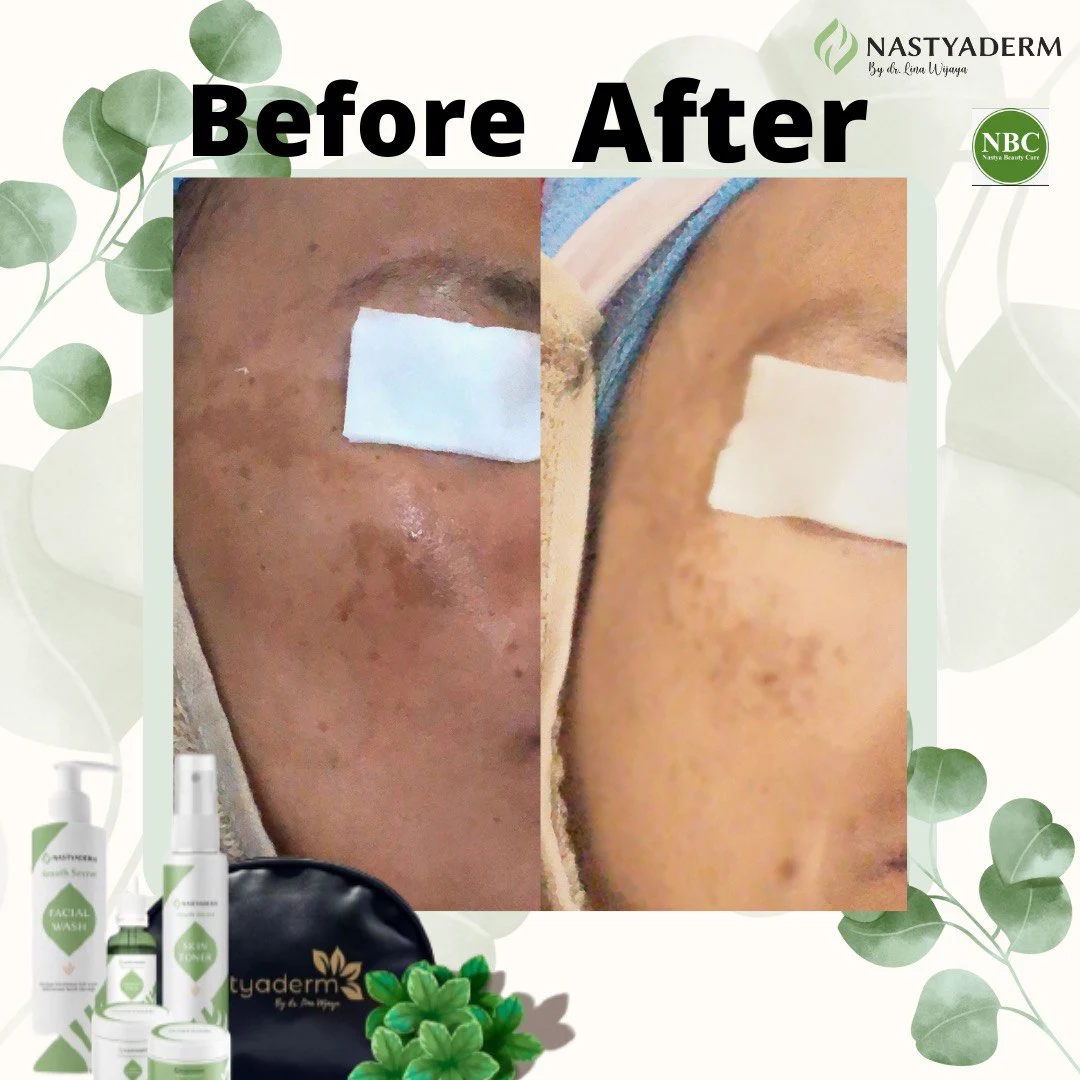 NASTYADERM
By dr. Lina Wijaya
Before After
NBC
Nastya Beauty Care
NASTYADERM
FACIAL
WASH
NASTYADERM
SKIN
TONER
tyaderm
By dr. Lina Wijaya